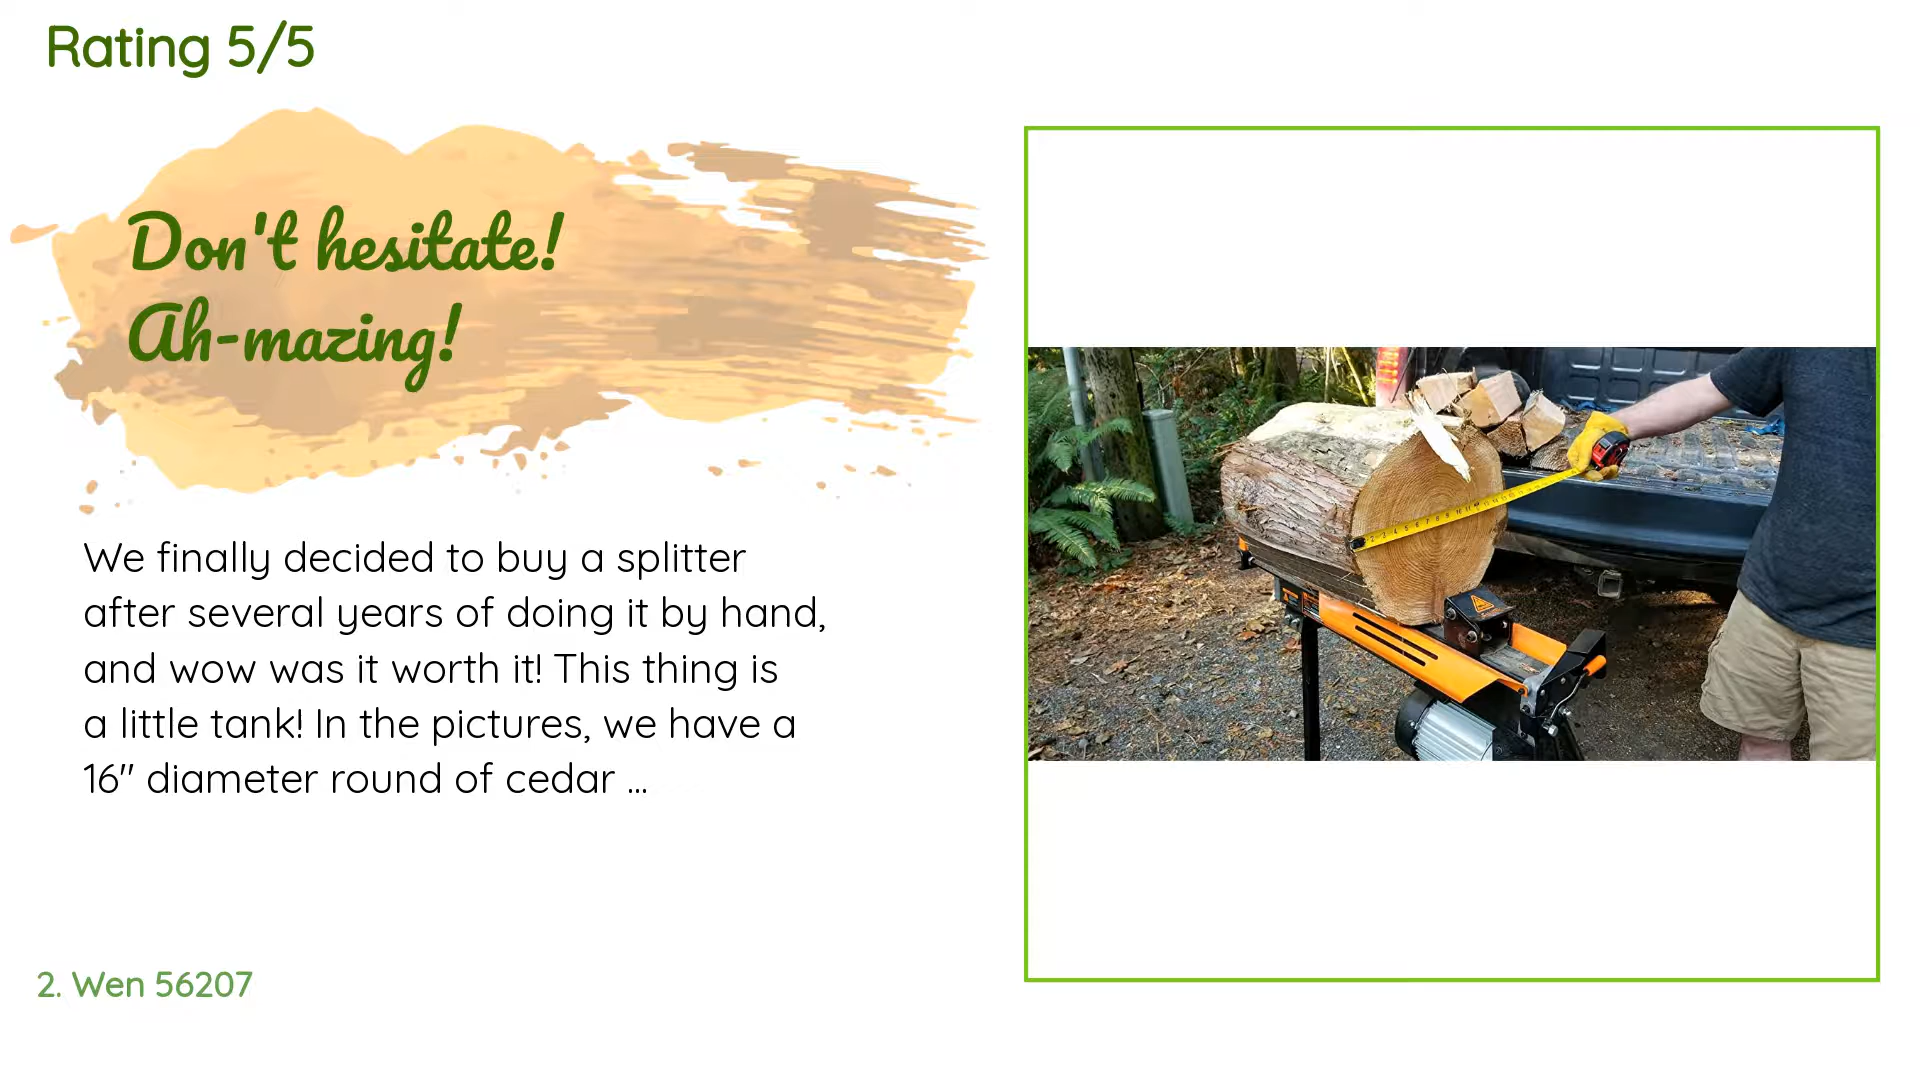 Rating 5/5
Don't hesitate!
Ah-mazing!
We finally decided to buy a splitter
after several years of doing it by hand,
and wow was it worth it! This thing is
a little tank! In the pictures, we have a
16" diameter round of cedar ...
2. Wen 56207